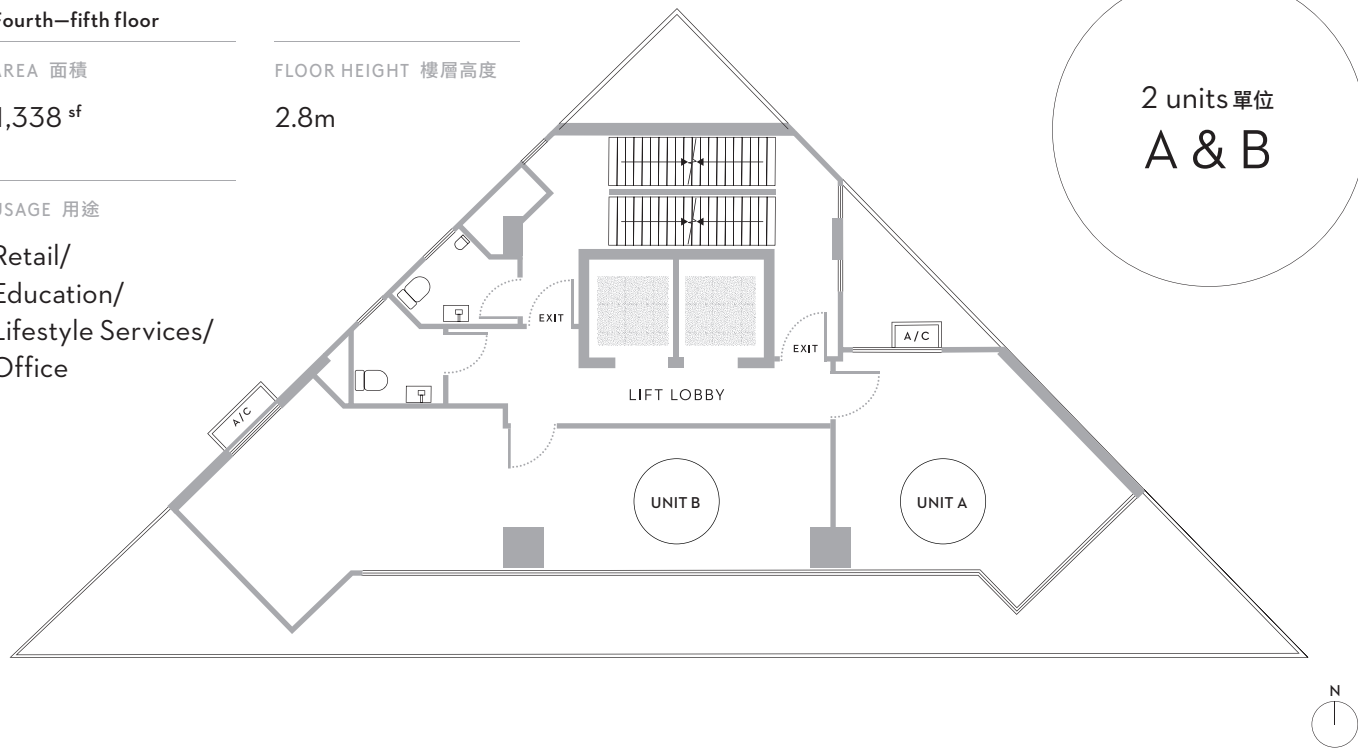 Fourth—fifth floor
AREA 面積
1,338 sf
FLOOR HEIGHT 樓層高度
2.8m
USAGE 用途
Retail/
Education/
Lifestyle Services/
Office
2 units 單位
A & B
EXIT
EXIT
A/C
A/C
LIFT LOBBY
UNIT B
UNIT A
N